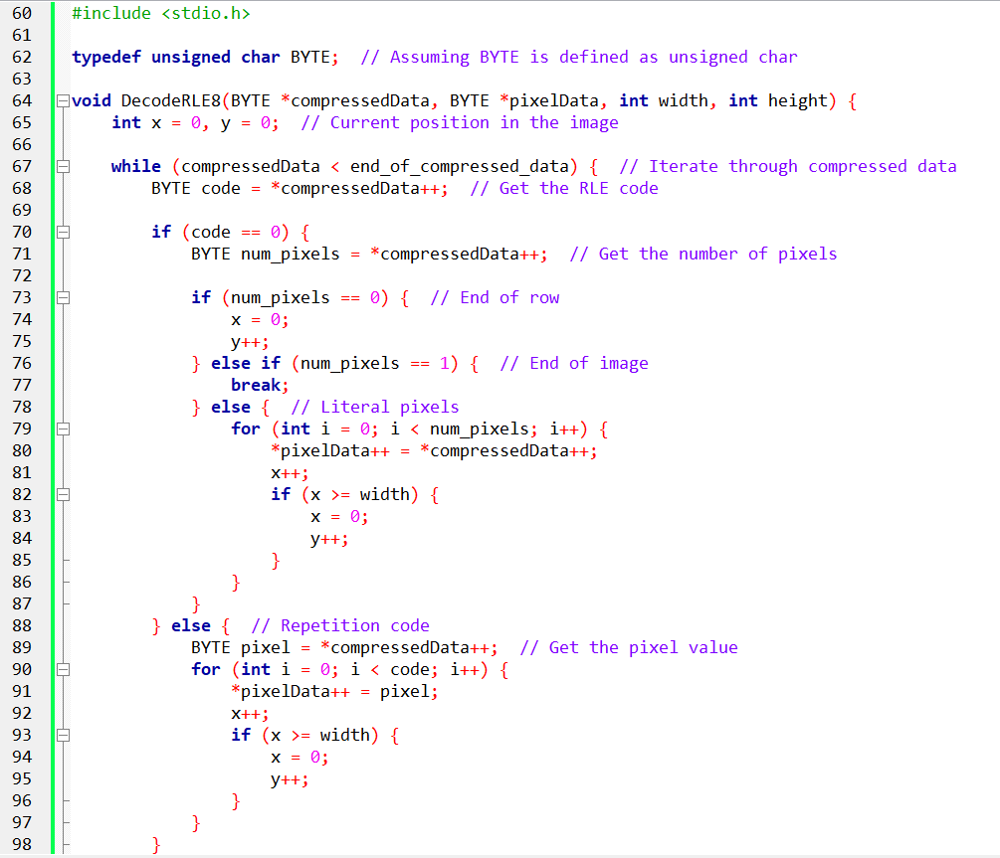 60 #include <stdio.h>
61
62 typedef unsigned char BYTE;  // Assuming BYTE is defined as unsigned char
63
64 void DecodeRLE8(BYTE *compressedData, BYTE *pixelData, int width, int height) {
65     int x = 0, y = 0;  // Current position in the image
66
67     while (compressedData < end_of_compressed_data) {  // Iterate through compressed data
68         BYTE code = *compressedData++;  // Get the RLE code
69
70         if (code == 0) {
71             BYTE num_pixels = *compressedData++;  // Get the number of pixels
72
73             if (num_pixels == 0) {  // End of row
74                 x = 0;
75                 y++;
76             } else if (num_pixels == 1) {  // End of image
77                 break;
78             } else {  // Literal pixels
79                 for (int i = 0; i < num_pixels; i++) {
80                     *pixelData++ = *compressedData++;
81                     x++;
82                     if (x >= width) {
83                         x = 0;
84                         y++;
85                     }
86                 }
87             }
88         } else {  // Repetition code
89             BYTE pixel = *compressedData++;  // Get the pixel value
90             for (int i = 0; i < code; i++) {
91                 *pixelData++ = pixel;
92                 x++;
93                 if (x >= width) {
94                     x = 0;
95                     y++;
96                 }
97             }
98         }